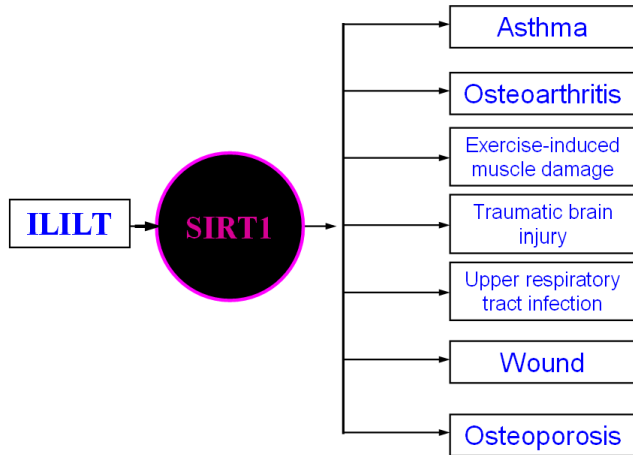 ILILT
SIRT1
Asthma
Osteoarthritis
Exercise-induced
muscle damage
Traumatic brain
injury
Upper respiratory
tract infection
Wound
Osteoporosis